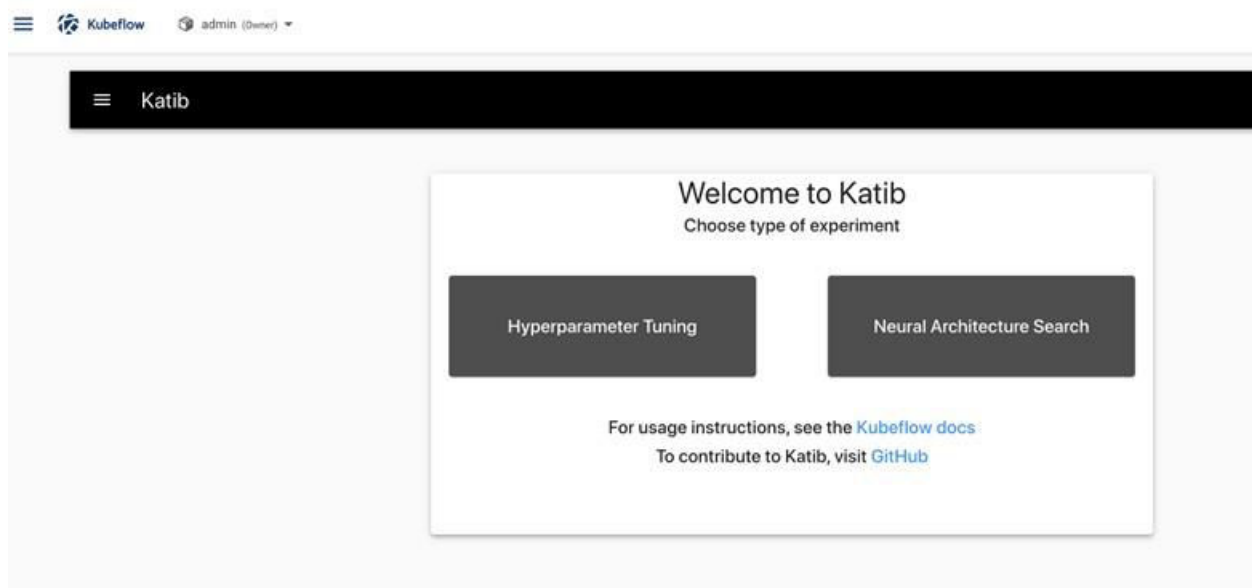 Kubeflow admin (Owner)
Katib
Welcome to Katib
Choose type of experiment
Hyperparameter Tuning
Neural Architecture Search
For usage instructions, see the Kubeflow docs
To contribute to Katib, visit GitHub